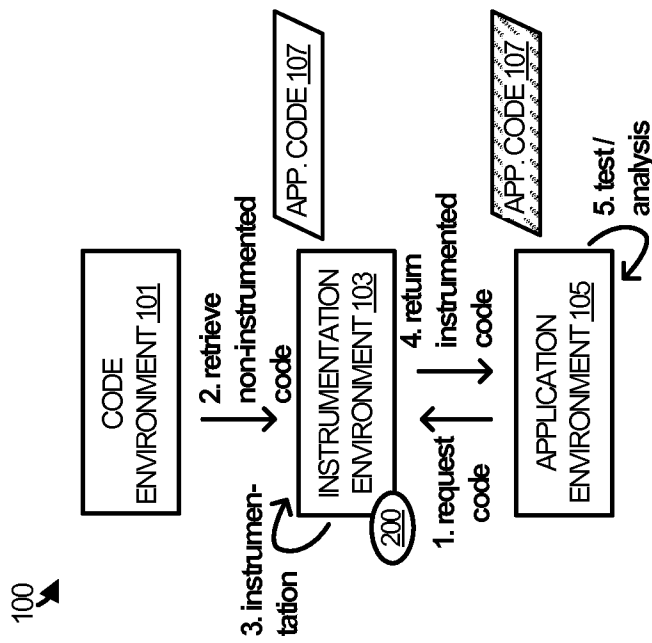 100
CODE
ENVIRONMENT 101
2. retrieve
non-instrumented
code
APP. CODE 107
3. instrumen-
tation
INSTRUMENTATION
ENVIRONMENT 103
200
1. request
code
4. return
instrumented
code
APP. CODE 107
APPLICATION
ENVIRONMENT 105
5. test /
analysis